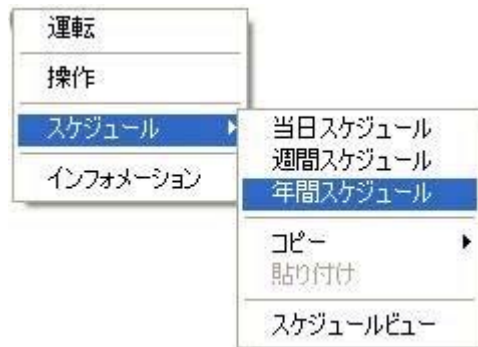 運転
操作
スケジュール
インフォメーション
当日スケジュール
週間スケジュール
年間スケジュール
コピー
貼り付け
スケジュールビュー